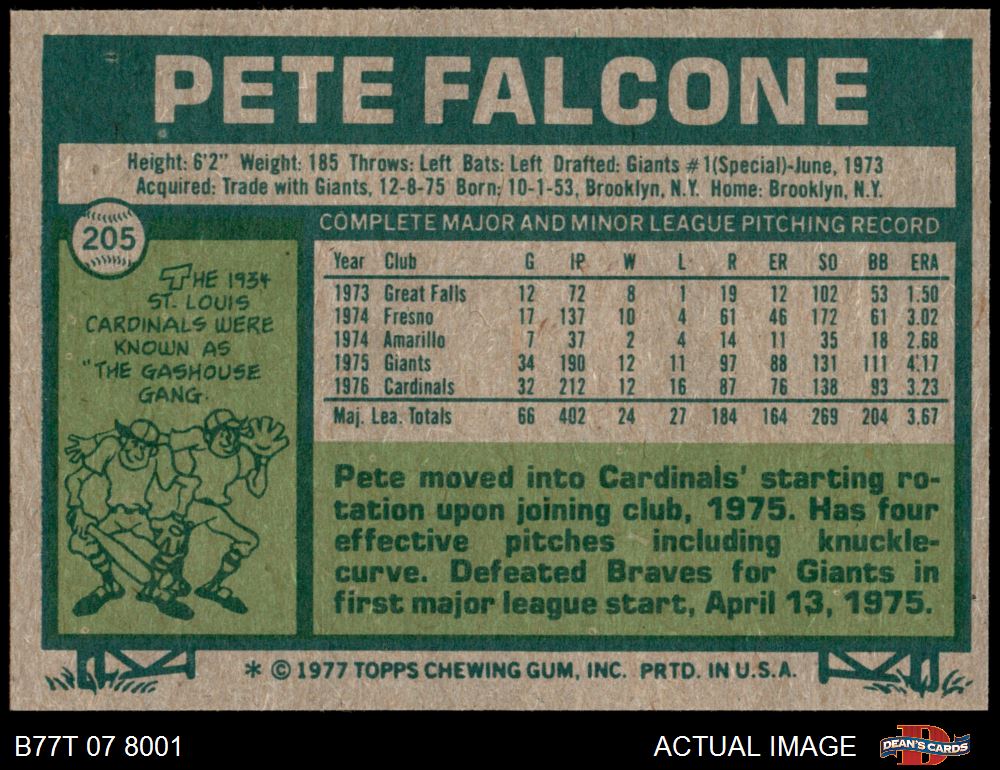 PETE FALCONE
Height: 6'2" Weight: 185 Throws: Left Bats: Left Drafted: Giants #1(Special)-June, 1973
Acquired: Trade with Giants, 12-8-75 Born: 10-1-53, Brooklyn, N.Y. Home: Brooklyn, N.Y.
205
THE 1934
ST. LOUIS
CARDINALS WERE
KNOWN AS
"THE GASHOUSE
GANG.
COMPLETE MAJOR AND MINOR LEAGUE PITCHING RECORD
Year Club G IP W L R ER SO BB ERA
1973 Great Falls 12 72 8 1 19 12 102 53 1.50
1974 Fresno 17 137 10 4 61 46 172 61 3.02
1974 Amarillo 7 37 2 4 14 11 35 18 2.68
1975 Giants 34 190 12 11 97 88 131 111 4.17
1976 Cardinals 32 212 12 16 87 76 138 93 3.23
Maj. Lea. Totals 66 402 24 27 184 164 269 204 3.67
Pete moved into Cardinals' starting ro-
tation upon joining club, 1975. Has four
effective pitches including knuckle-
curve. Defeated Braves for Giants in
first major league start, April 13, 1975.
* © 1977 TOPPS CHEWING GUM, INC. PRTD. IN U.S.A.
B77T 07 8001
ACTUAL IMAGE
D
DEAN'S CARDS